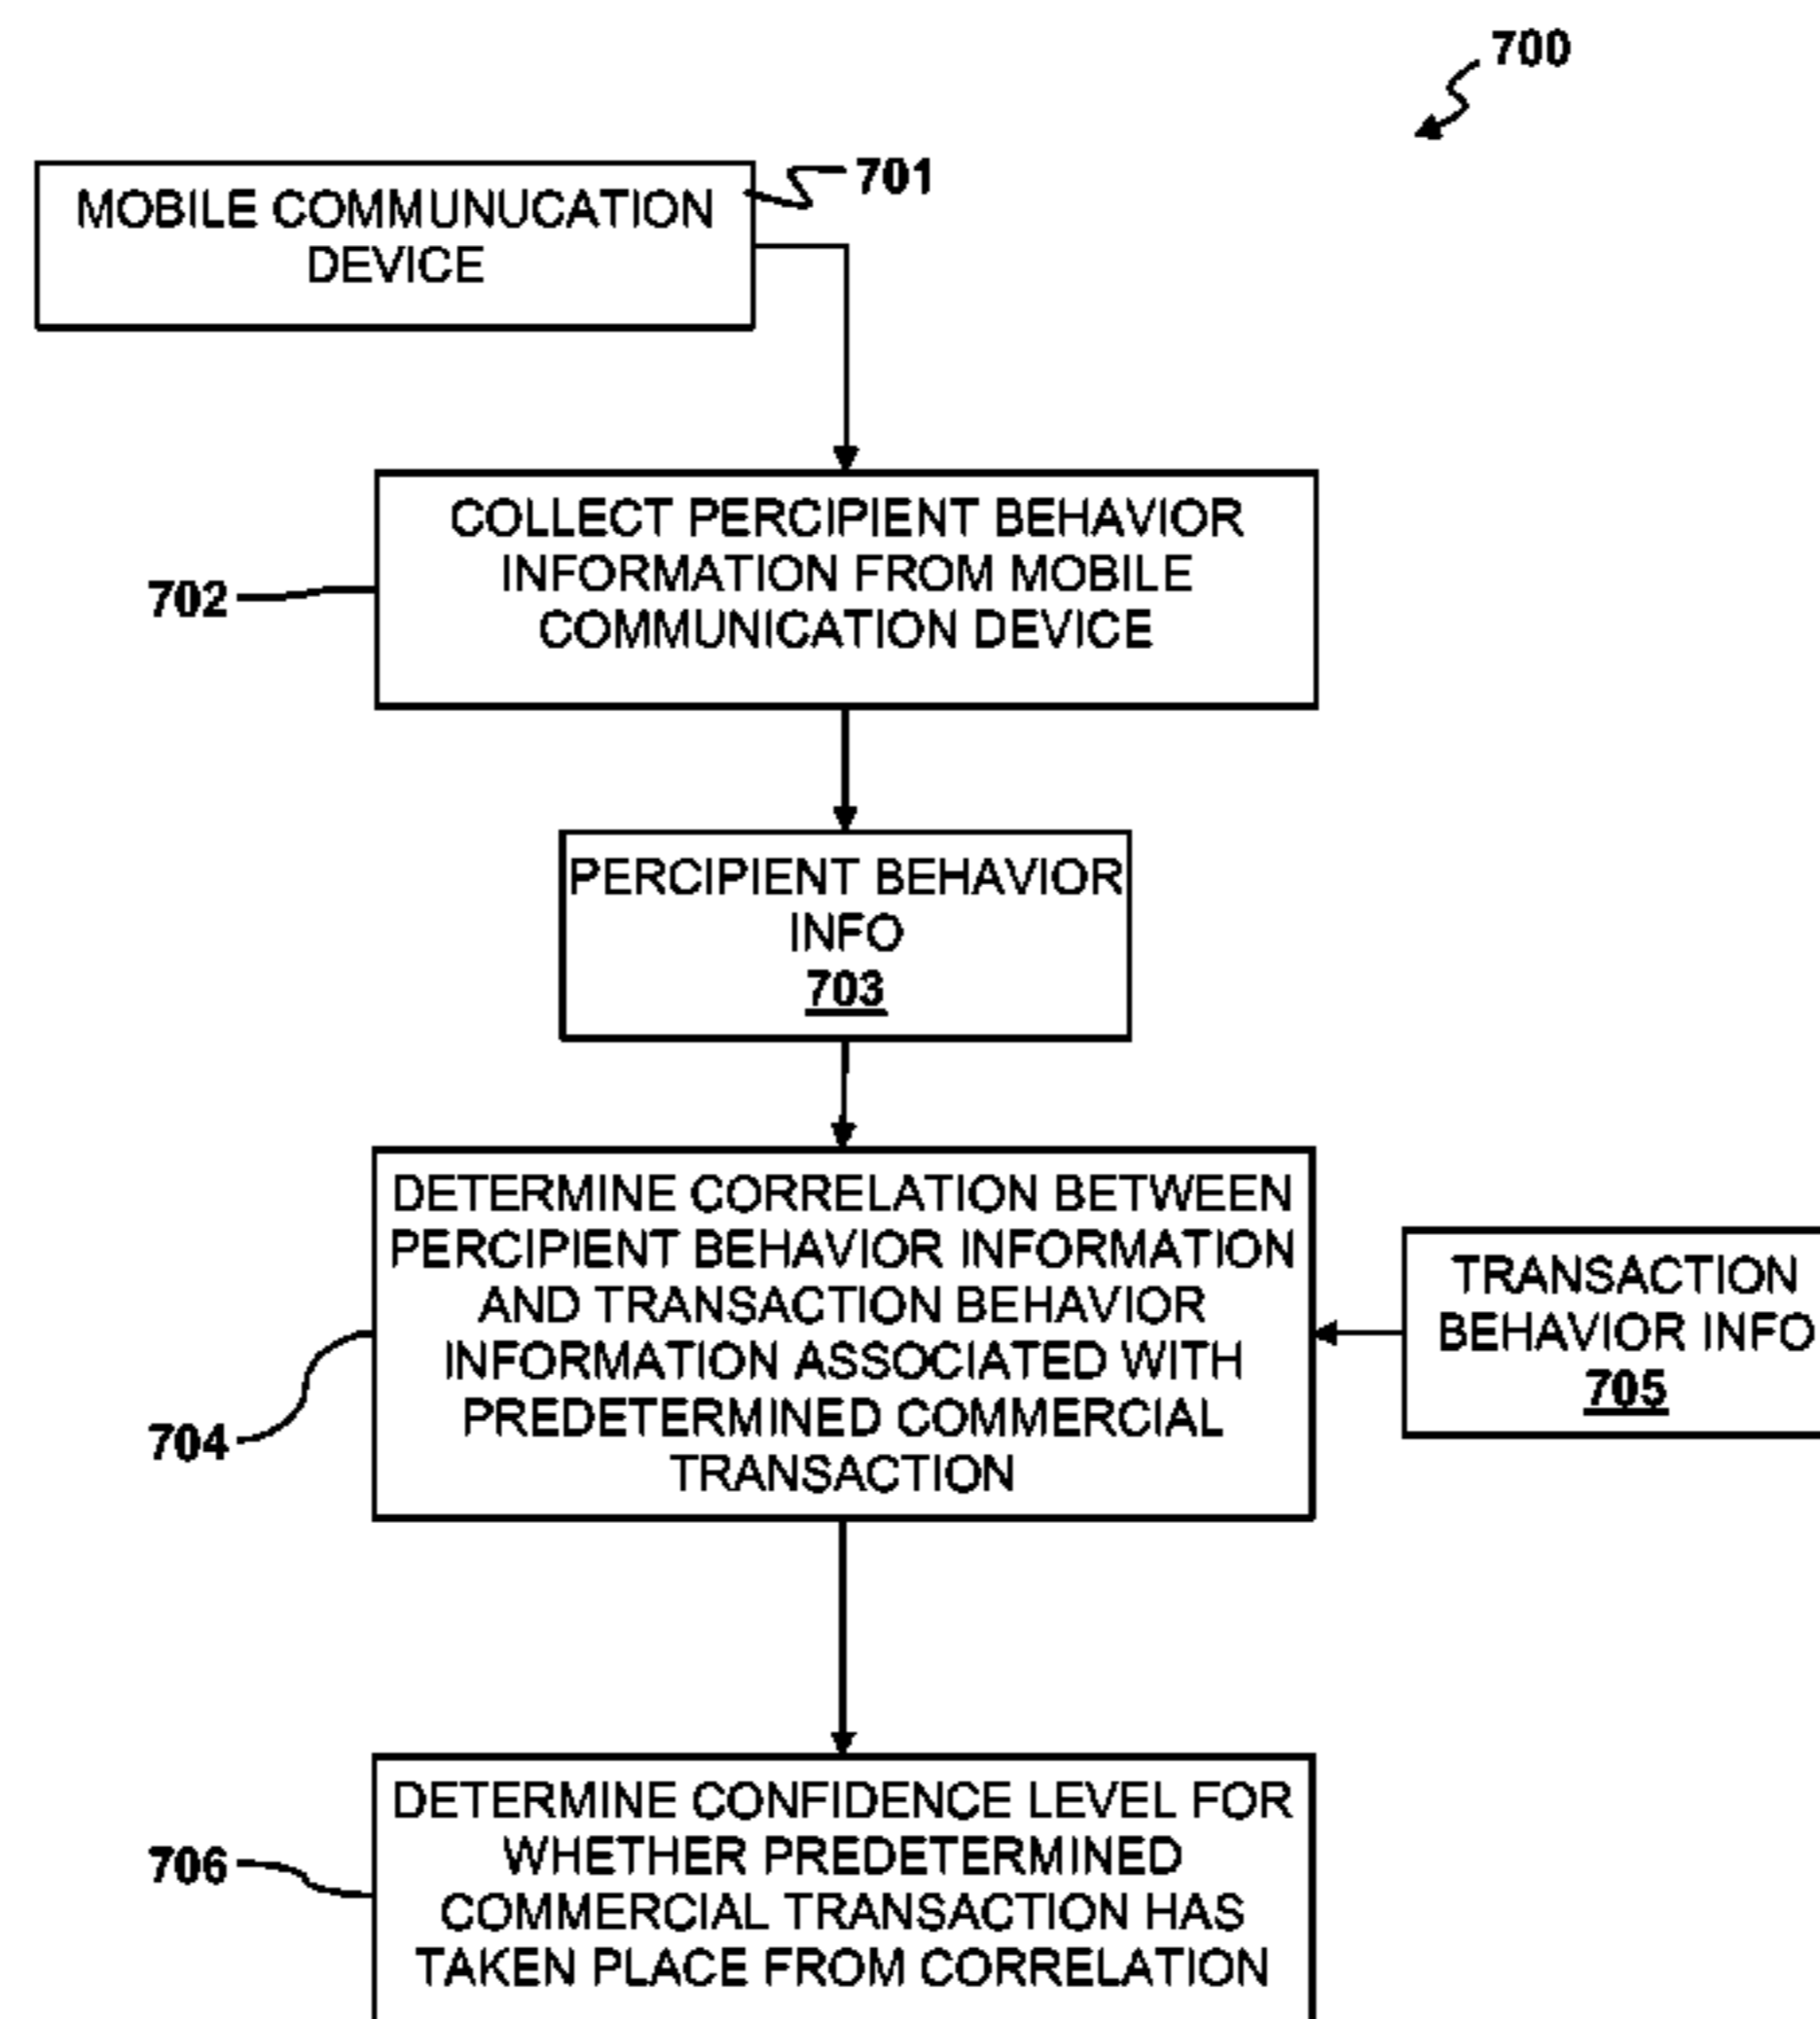 700
MOBILE COMMUNUCATION
DEVICE
701
COLLECT PERCIPIENT BEHAVIOR
INFORMATION FROM MOBILE
COMMUNICATION DEVICE
702
PERCIPIENT BEHAVIOR
INFO
703
DETERMINE CORRELATION BETWEEN
PERCIPIENT BEHAVIOR INFORMATION
AND TRANSACTION BEHAVIOR
INFORMATION ASSOCIATED WITH
PREDETERMINED COMMERCIAL
TRANSACTION
704
TRANSACTION
BEHAVIOR INFO
705
DETERMINE CONFIDENCE LEVEL FOR
WHETHER PREDETERMINED
COMMERCIAL TRANSACTION HAS
TAKEN PLACE FROM CORRELATION
706